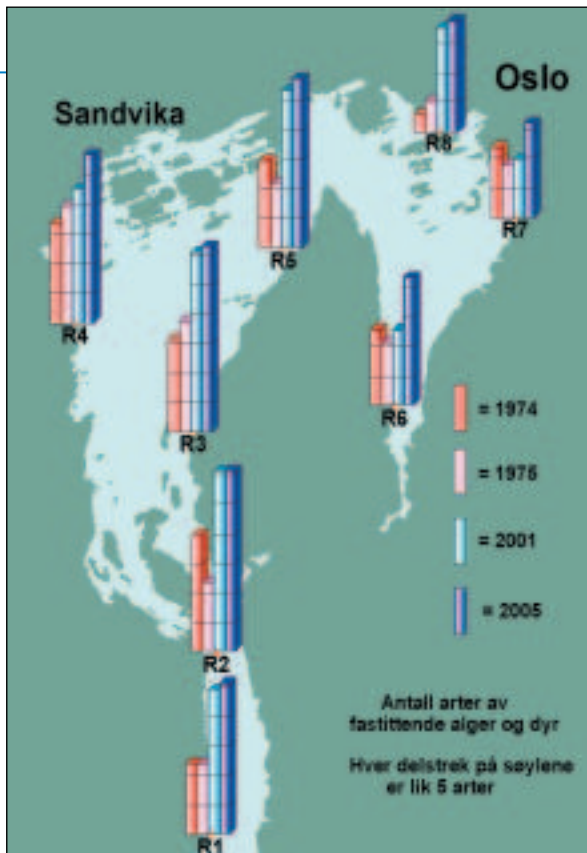 Sandvika
Oslo
R8
R7
R5
R4
R3
R6
= 1974
= 1975
= 2001
= 2005
R2
R1
Antall arter av
fastittende alger og dyr
Hver delstrek på søylene
er lik 5 arter